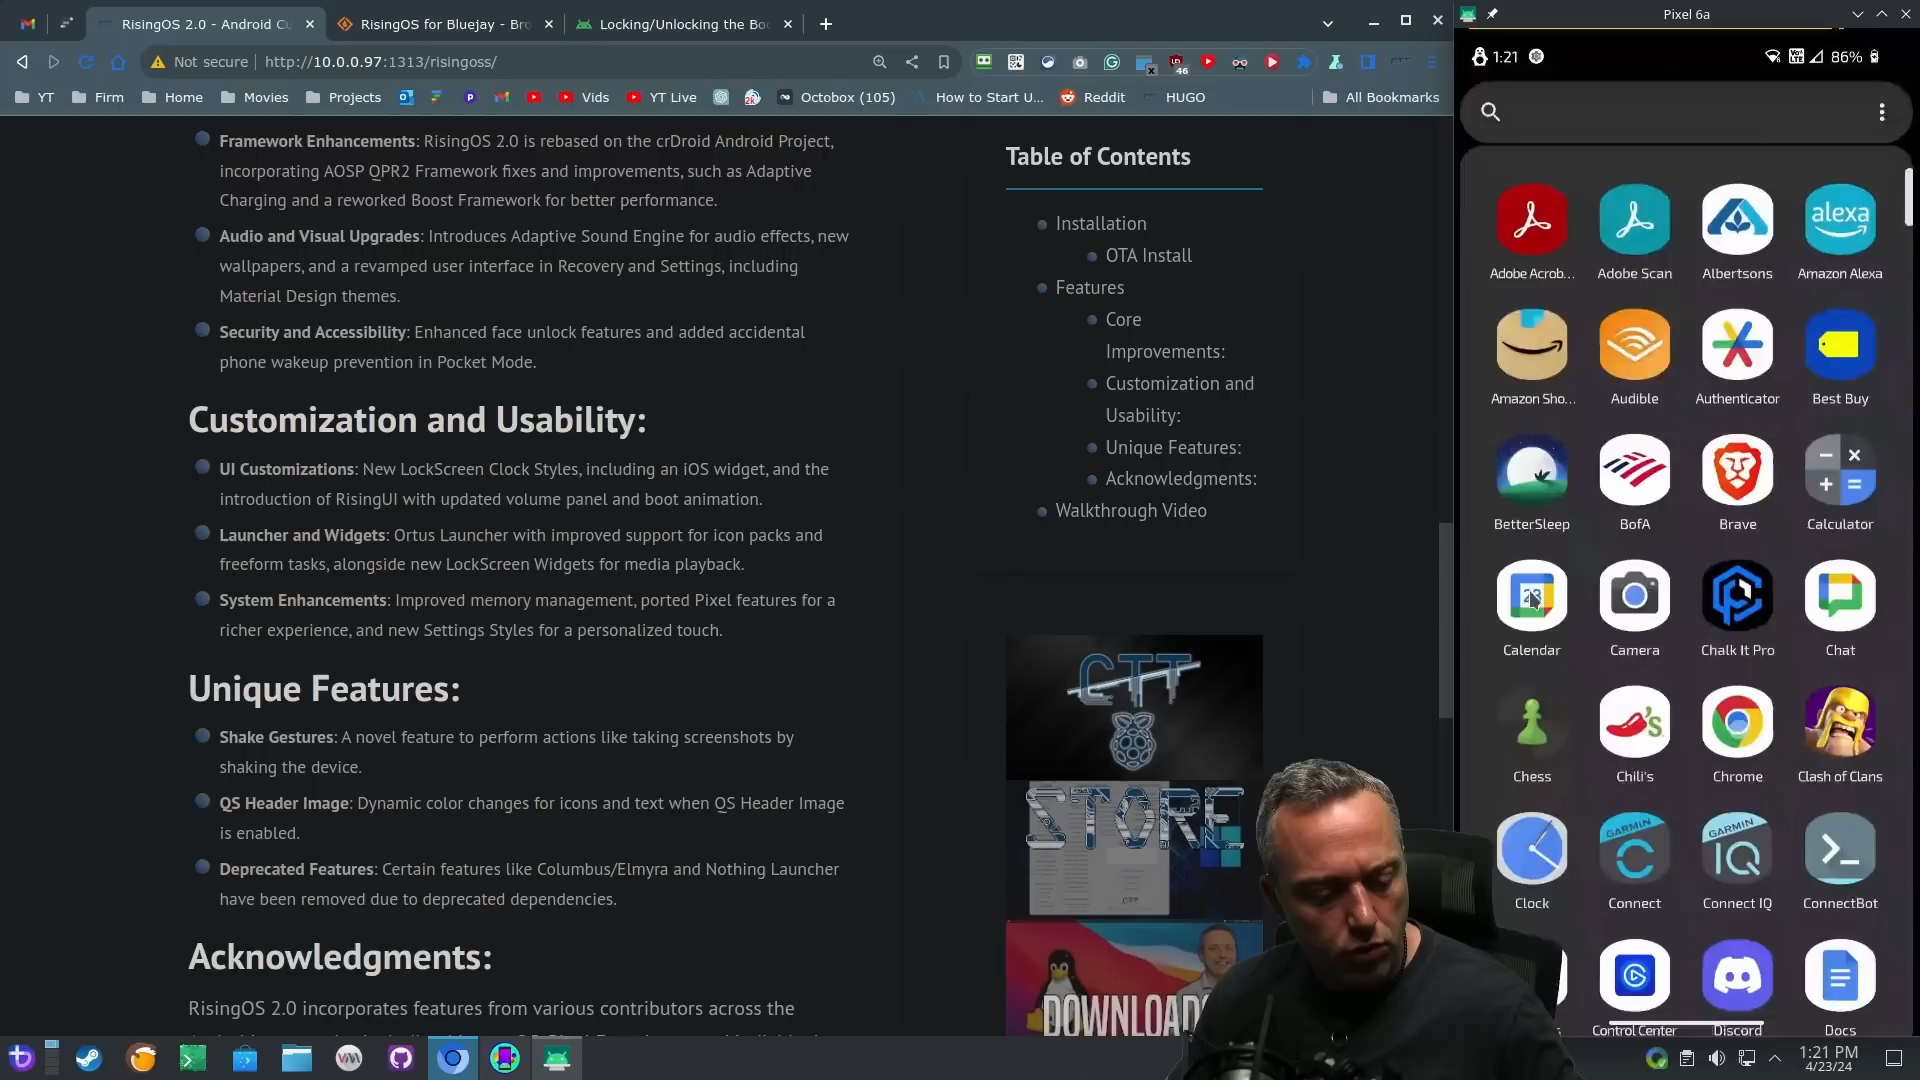 RisingOS 2.0 - Android Cu
RisingOS for Bluejay - Bro
Locking/Unlocking the Boo
Not secure
http://10.0.0.97:1313/risingoss/
46
YT
Firm
Home
Movies
Projects
Vids
YT Live
Octobox (105)
How to Start U...
Reddit
HUGO
All Bookmarks
Framework Enhancements: RisingOS 2.0 is rebased on the crDroid Android Project,
incorporating AOSP QPR2 Framework fixes and improvements, such as Adaptive
Charging and a reworked Boost Framework for better performance.
Audio and Visual Upgrades: Introduces Adaptive Sound Engine for audio effects, new
wallpapers, and a revamped user interface in Recovery and Settings, including
Material Design themes.
Security and Accessibility: Enhanced face unlock features and added accidental
phone wakeup prevention in Pocket Mode.
Customization and Usability:
UI Customizations: New LockScreen Clock Styles, including an iOS widget, and the
introduction of RisingUI with updated volume panel and boot animation.
Launcher and Widgets: Ortus Launcher with improved support for icon packs and
freeform tasks, alongside new LockScreen Widgets for media playback.
System Enhancements: Improved memory management, ported Pixel features for a
richer experience, and new Settings Styles for a personalized touch.
Unique Features:
Shake Gestures: A novel feature to perform actions like taking screenshots by
shaking the device.
QS Header Image: Dynamic color changes for icons and text when QS Header Image
is enabled.
Deprecated Features: Certain features like Columbus/Elmyra and Nothing Launcher
have been removed due to deprecated dependencies.
Acknowledgments:
RisingOS 2.0 incorporates features from various contributors across the
Table of Contents
Installation
OTA Install
Features
Core
Improvements:
Customization and
Usability:
Unique Features:
Acknowledgments:
Walkthrough Video
CTT
STORE
DOWNLOADS
Pixel 6a
1:21
86%
alexa
Adobe Acrob...
Adobe Scan
Albertsons
Amazon Alexa
Amazon Sho...
Audible
Authenticator
Best Buy
BetterSleep
BofA
Brave
Calculator
Calendar
Camera
Chalk It Pro
Chat
Chess
Chili's
Chrome
Clash of Clans
GARMIN
GARMIN
IQ
Clock
Connect
Connect IQ
ConnectBot
Control Center
Discord
Docs
1:21 PM
4/23/24